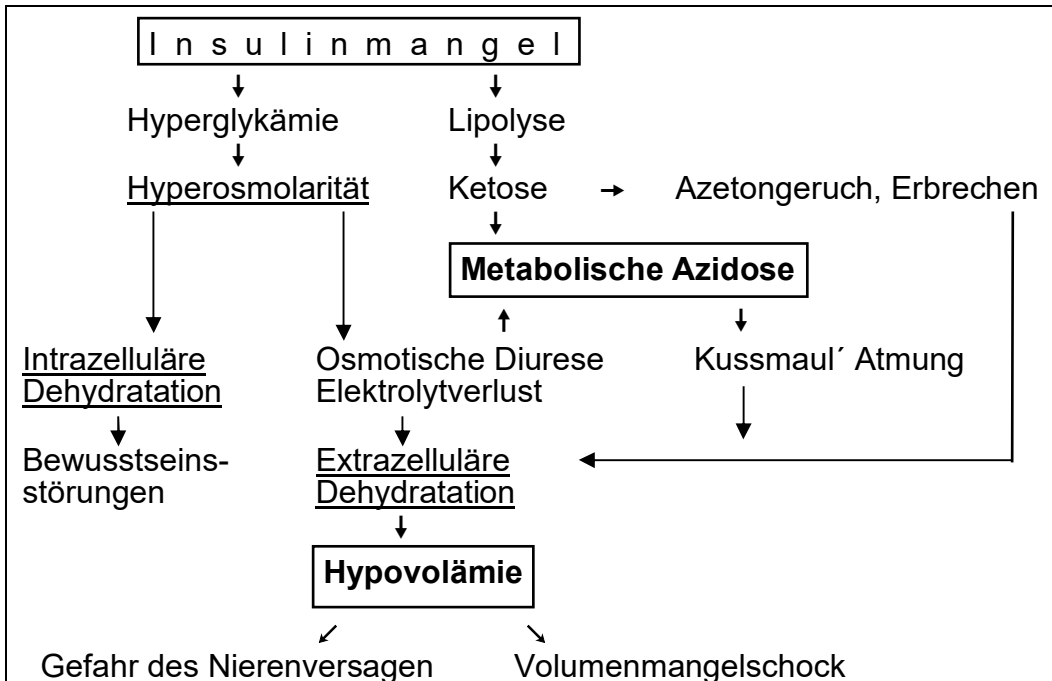 Insulinmangel
Hyperglykämie Lipolyse
Hyperosmolarität Ketose Azetongeruch, Erbrechen
Metabolische Azidose
Intrazelluläre Osmotische Diurese Kussmaul´ Atmung
Dehydratation Elektrolytverlust
Bewusstseins- Extrazelluläre
störungen Dehydratation
Hypovolämie
Gefahr des Nierenversagen Volumenmangelschock